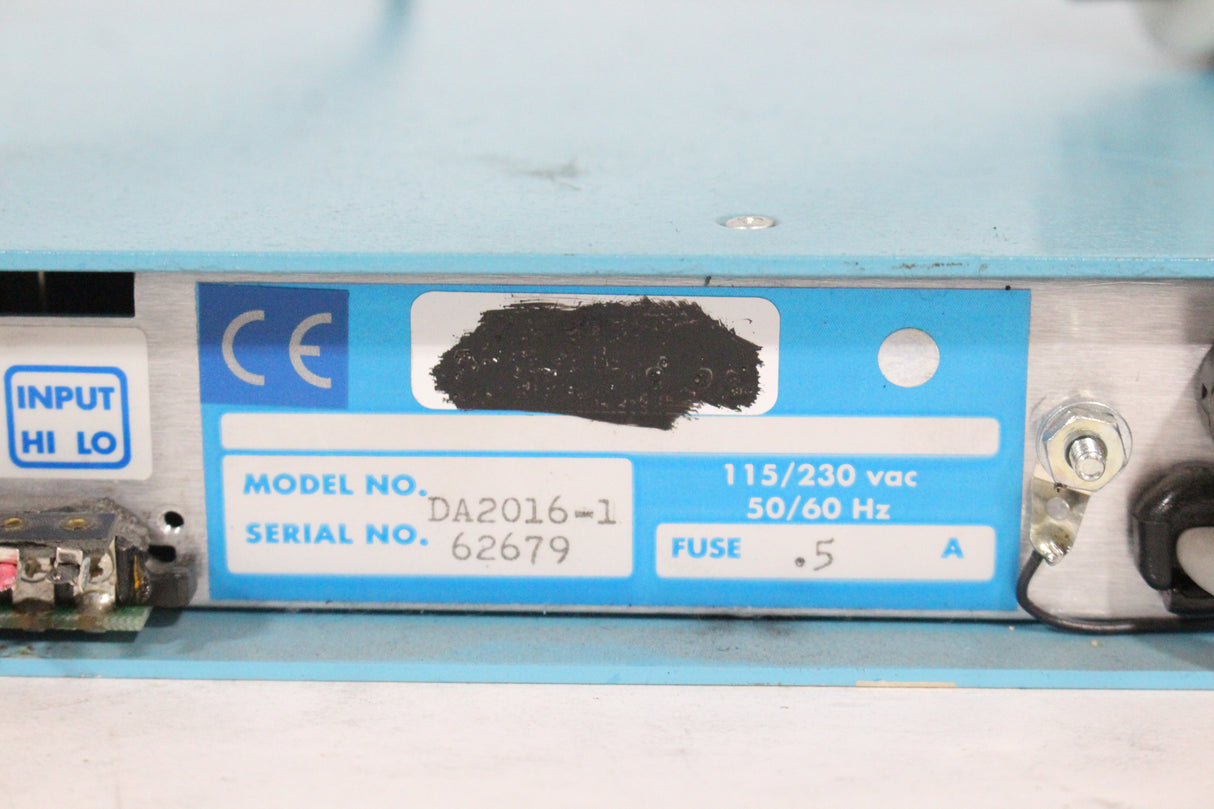 CE
INPUT
HI LO
MODEL NO. DA2016-1
SERIAL NO. 62679
115/230 vac
50/60 Hz
FUSE .5 A